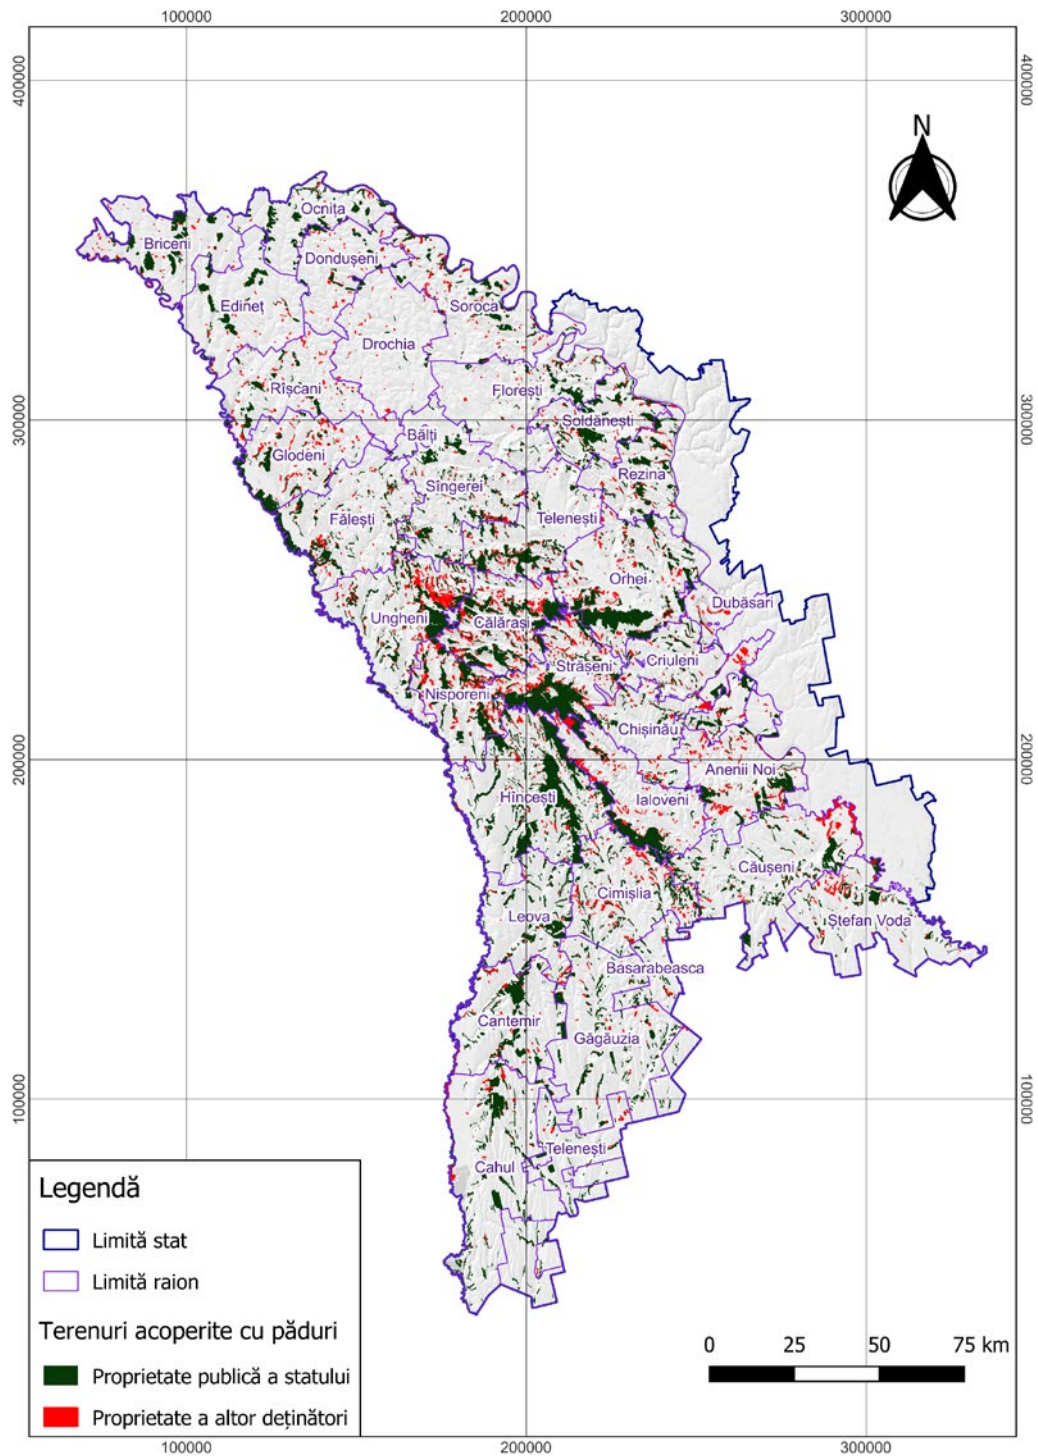 100000 200000 300000
400000 400000
N
Ocnița
Briceni
Dondușeni
Edineț
Soroca
Drochia
Rîșcani
Florești
300000 300000
Șoldănești
Bălți
Glodeni
Rezina
Sîngerei
Fălești
Telenești
Orhei
Dubăsari
Ungheni
Călărași
Criuleni
Strășeni
Nisporeni
Chișinău
200000 200000
Anenii Noi
Hîncești
Ialoveni
Căușeni
Cimișlia
Leova
Ștefan Voda
Basarabeasca
Cantemir
Găgăuzia
100000 100000
Telenești
Cahul
Legendă
Limită stat
Limită raion
Terenuri acoperite cu păduri
Proprietate publică a statului
Proprietate a altor deținători
0 25 50 75 km
100000 200000 300000